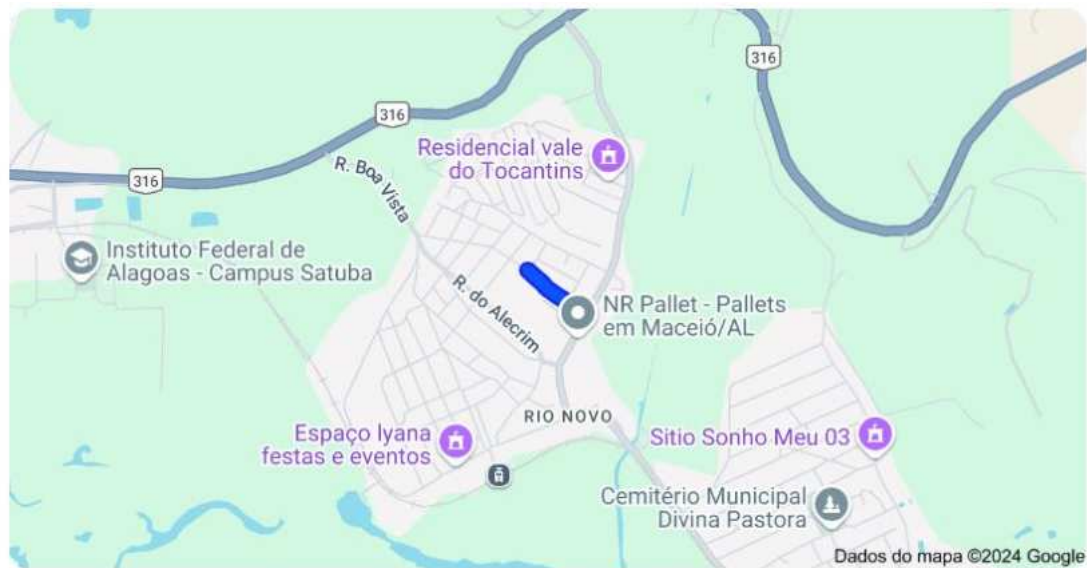 316
316
316
Residencial vale
do Tocantins
R. Boa Vista
Instituto Federal de
Alagoas - Campus Satuba
R. do Alecrim
NR Pallet - Pallets
em Maceió/AL
RIO NOVO
Espaço Iyana
festas e eventos
Sitio Sonho Meu 03
Cemitério Municipal
Divina Pastora
Dados do mapa ©2024 Google